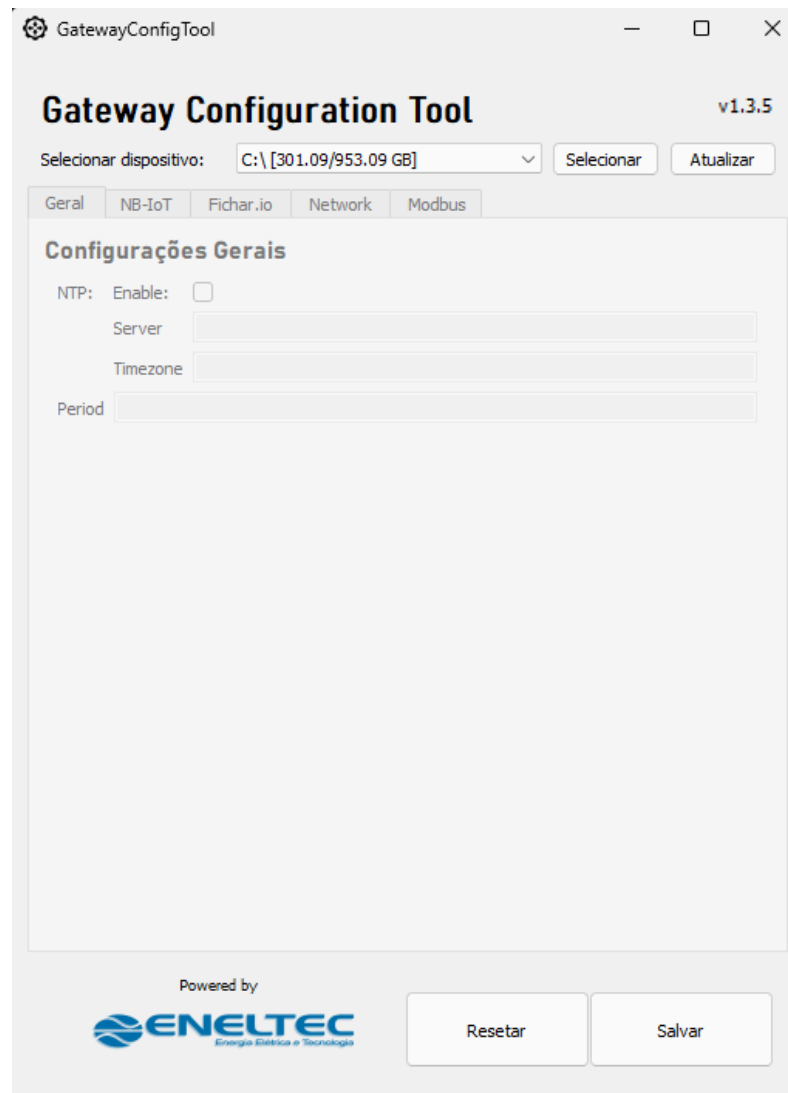 GatewayConfigTool
Gateway Configuration Tool v1.3.5
Selecionar dispositivo: C:\ [301.09/953.09 GB] Selecionar Atualizar
Geral NB-IoT Fichar.io Network Modbus
Configurações Gerais
NTP: Enable:
Server
Timezone
Period
Powered by
ENELTEC
Energia Elétrica e Tecnologia
Resetar Salvar